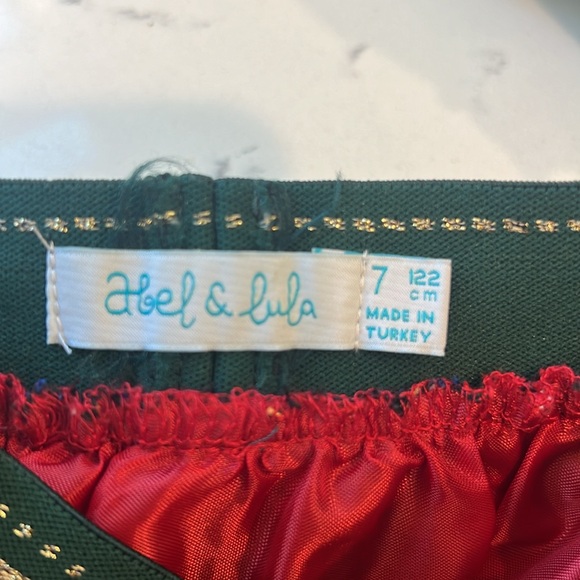 abel & lula
7 122 cm
MADE IN
TURKEY